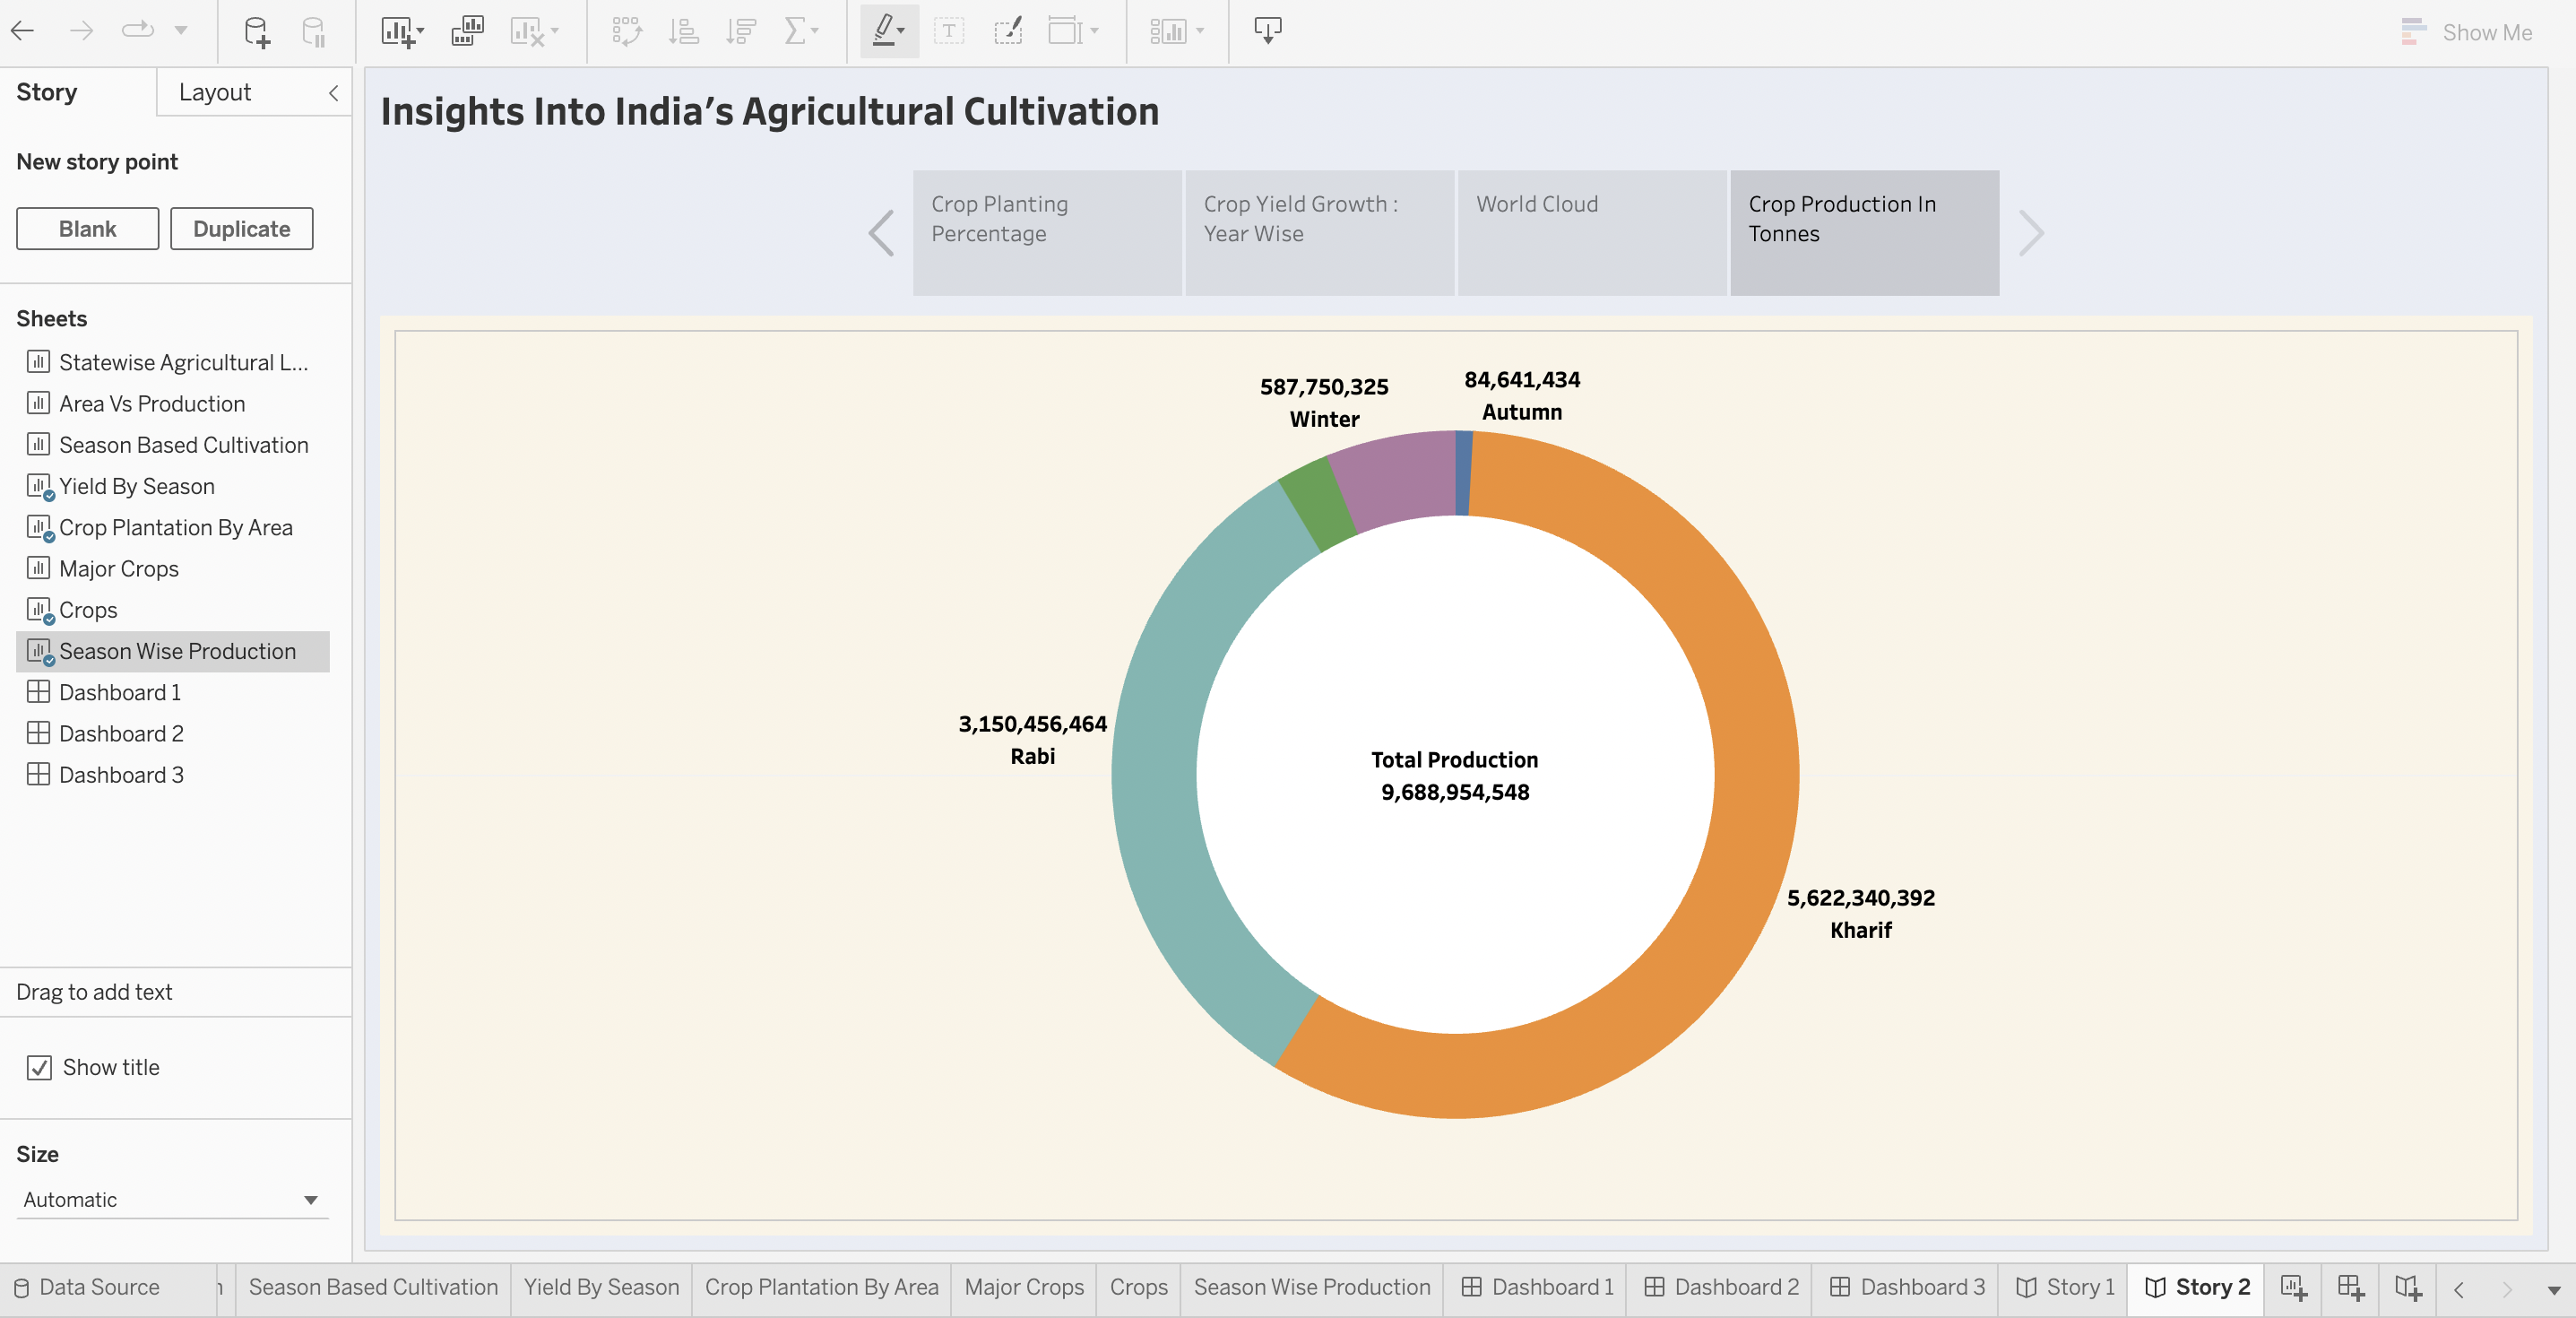 Show Me
Story
Layout
New story point
Blank
Duplicate
Sheets
Statewise Agricultural L...
Area Vs Production
Season Based Cultivation
Yield By Season
Crop Plantation By Area
Major Crops
Crops
Season Wise Production
Dashboard 1
Dashboard 2
Dashboard 3
Drag to add text
Show title
Size
Automatic
Insights Into India’s Agricultural Cultivation
Crop Planting
Percentage
Crop Yield Growth :
Year Wise
World Cloud
Crop Production In
Tonnes
587,750,325
Winter
84,641,434
Autumn
3,150,456,464
Rabi
Total Production
9,688,954,548
5,622,340,392
Kharif
Data Source
Season Based Cultivation
Yield By Season
Crop Plantation By Area
Major Crops
Crops
Season Wise Production
Dashboard 1
Dashboard 2
Dashboard 3
Story 1
Story 2